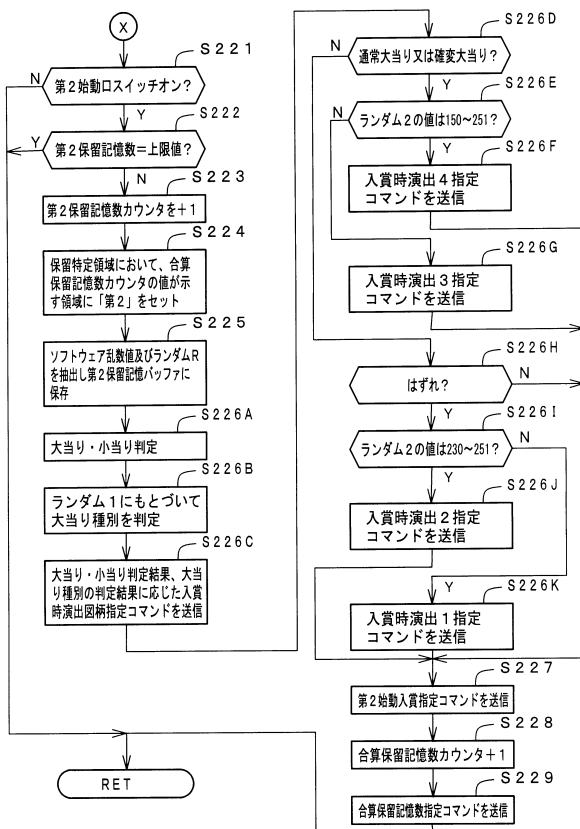 X
S221
N
第2始動口スイッチオン?
Y
S222
Y
第2保留記憶数=上限値?
N
S223
第2保留記憶数カウンタを+1
S224
保留特定領域において、合算
保留記憶数カウンタの値が示
す領域に「第2」をセット
S225
ソフトウェア乱数値及びランダムR
を抽出し第2保留記憶バッファに
保存
S226A
大当り・小当り判定
S226B
ランダム1にもとづいて
大当り種別を判定
S226C
大当り・小当り判定結果、大当
り種別の判定結果に応じた入賞
時演出図柄指定コマンドを送信
RET
S226D
N
通常大当り又は確変大当り?
Y
S226E
N
ランダム2の値は150~251?
Y
S226F
入賞時演出4指定
コマンドを送信
S226G
入賞時演出3指定
コマンドを送信
S226H
はずれ?
N
Y
S226I
ランダム2の値は230~251?
N
Y
S226J
入賞時演出2指定
コマンドを送信
Y
S226K
入賞時演出1指定
コマンドを送信
S227
第2始動入賞指定コマンドを送信
S228
合算保留記憶数カウンタ+1
S229
合算保留記憶数指定コマンドを送信